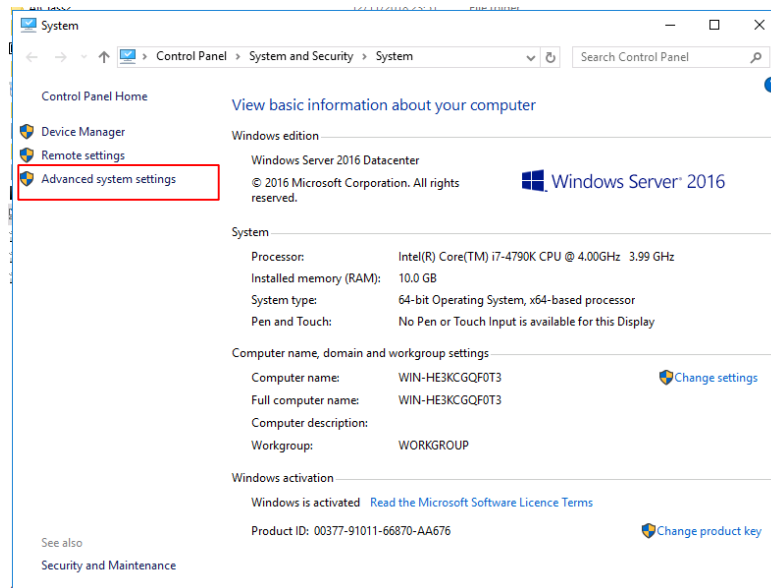 System
Control Panel > System and Security > System
Search Control Panel
Control Panel Home
Device Manager
Remote settings
Advanced system settings
View basic information about your computer
Windows edition
Windows Server 2016 Datacenter
© 2016 Microsoft Corporation. All rights
reserved.
Windows Server® 2016
System
Processor: Intel(R) Core(TM) i7-4790K CPU @ 4.00GHz 3.99 GHz
Installed memory (RAM): 10.0 GB
System type: 64-bit Operating System, x64-based processor
Pen and Touch: No Pen or Touch Input is available for this Display
Computer name, domain and workgroup settings
Computer name: WIN-HE3KCGQF0T3
Change settings
Full computer name: WIN-HE3KCGQF0T3
Computer description:
Workgroup: WORKGROUP
Windows activation
Windows is activated Read the Microsoft Software Licence Terms
Product ID: 00377-91011-66870-AA676
Change product key
See also
Security and Maintenance